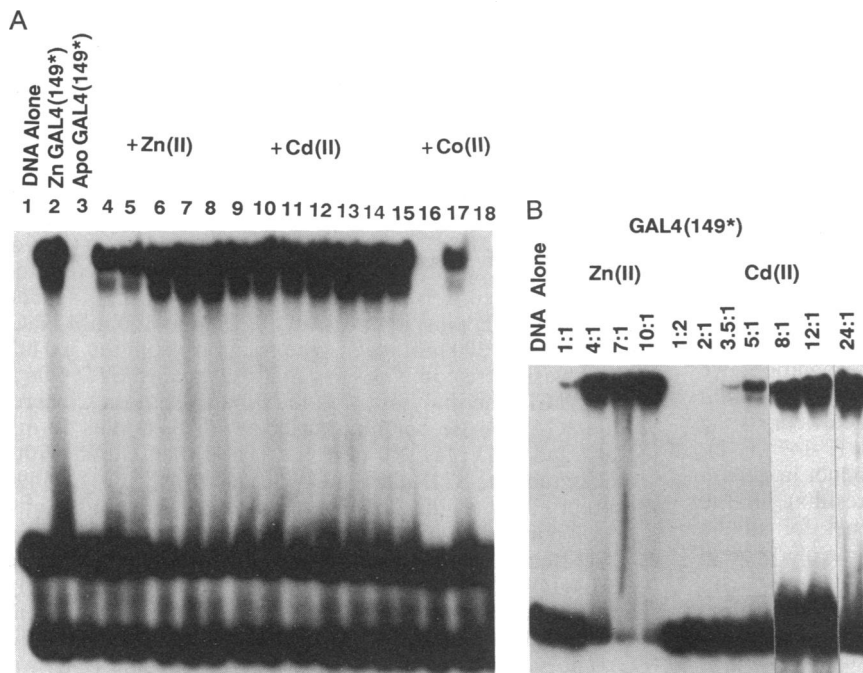 A
DNA Alone
Zn GAL4(149*)
Apo GAL4(149*)
+Zn(II)
+Cd(II)
+Co(II)
1 2 3 4 5 6 7 8 9 10 11 12 13 14 15 16 17 18
B
GAL4(149*)
DNA Alone
Zn(II)
Cd(II)
1:1
4:1
7:1
10:1
1:2
2:1
3.5:1
5:1
8:1
12:1
24:1